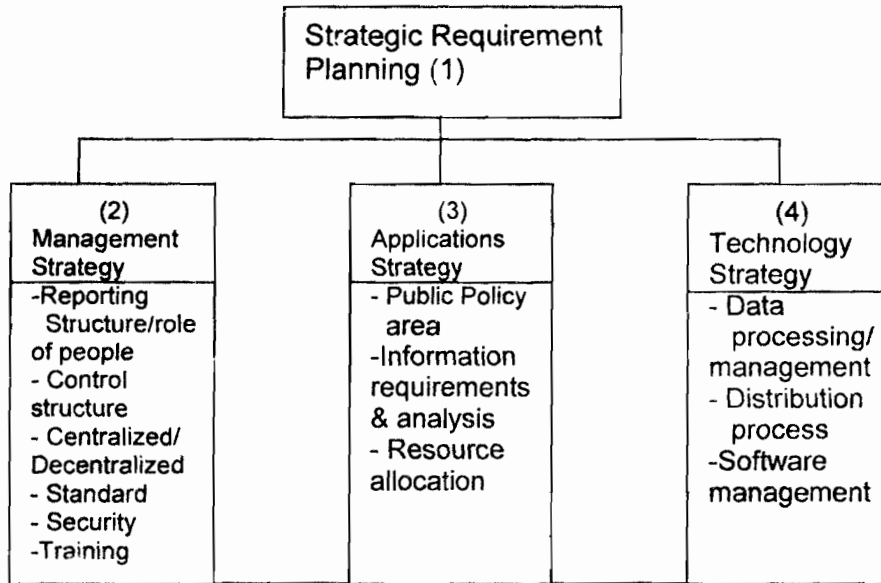 Strategic Requirement
Planning (1)
(2)
Management
Strategy
-Reporting
Structure/role
of people
- Control
structure
- Centralized/
Decentralized
- Standard
- Security
-Training
(3)
Applications
Strategy
- Public Policy
area
-Information
requirements
& analysis
- Resource
allocation
(4)
Technology
Strategy
- Data
processing/
management
- Distribution
process
-Software
management